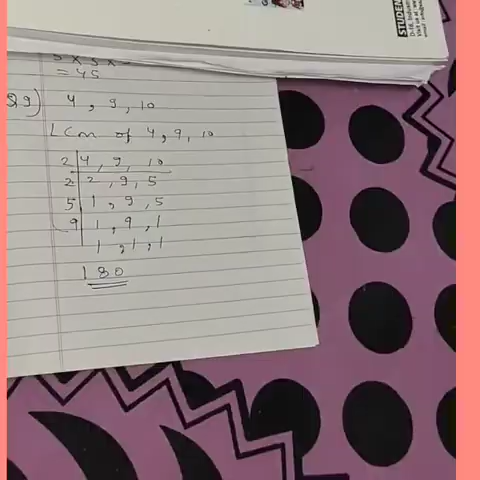 = 45
Q9) 4, 9, 10
LCM of 4, 9, 10
2 4, 9, 10
2 2, 9, 5
5 1, 9, 5
9 1, 9, 1
1, 1, 1
180
STUDEN